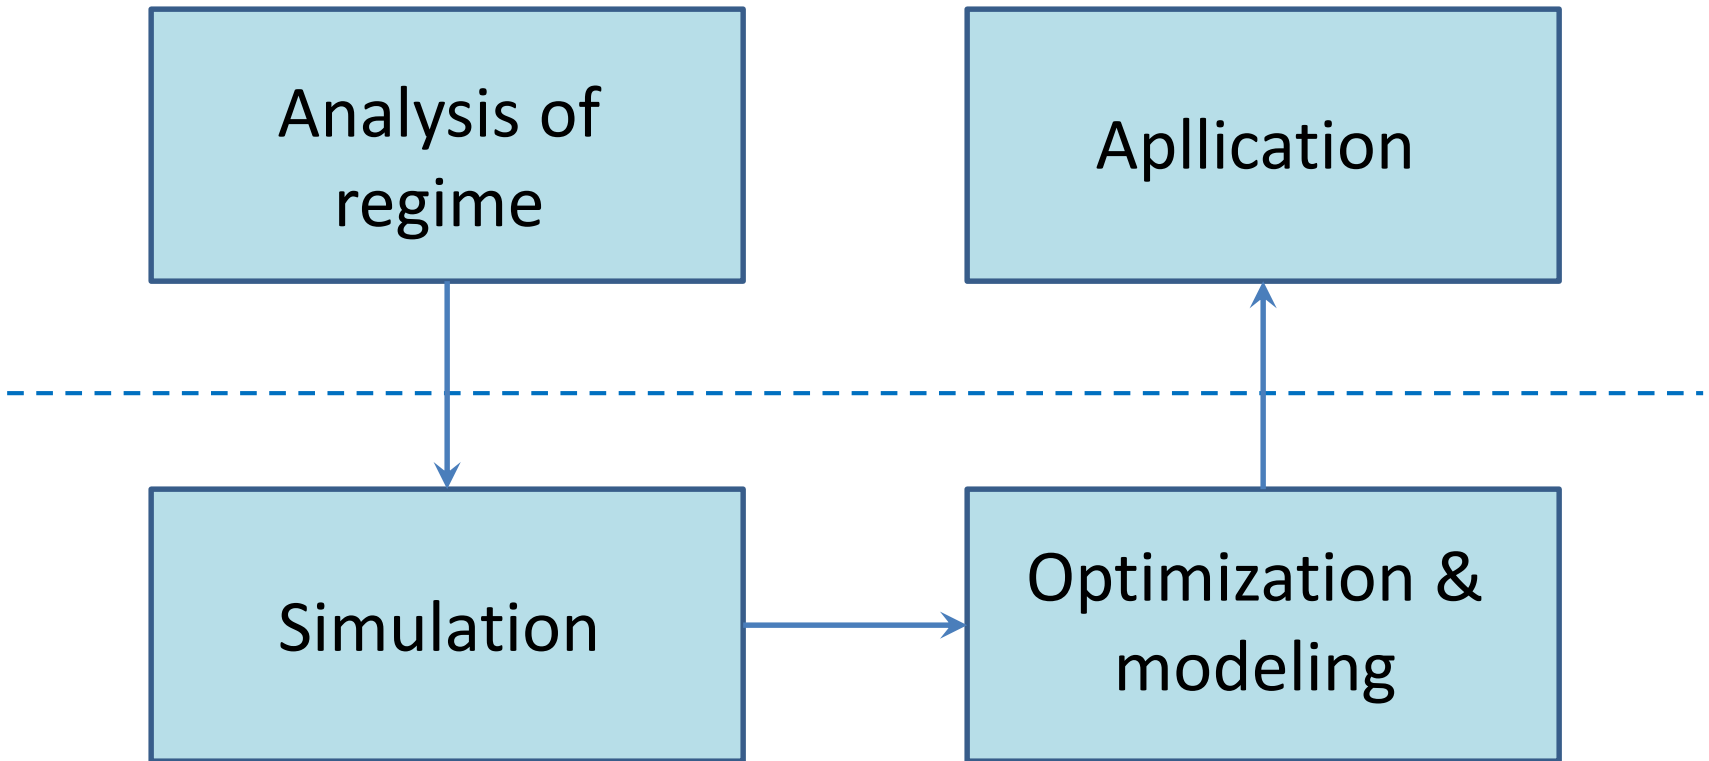 Analysis of
regime
Apllication
Simulation
Optimization &
modeling